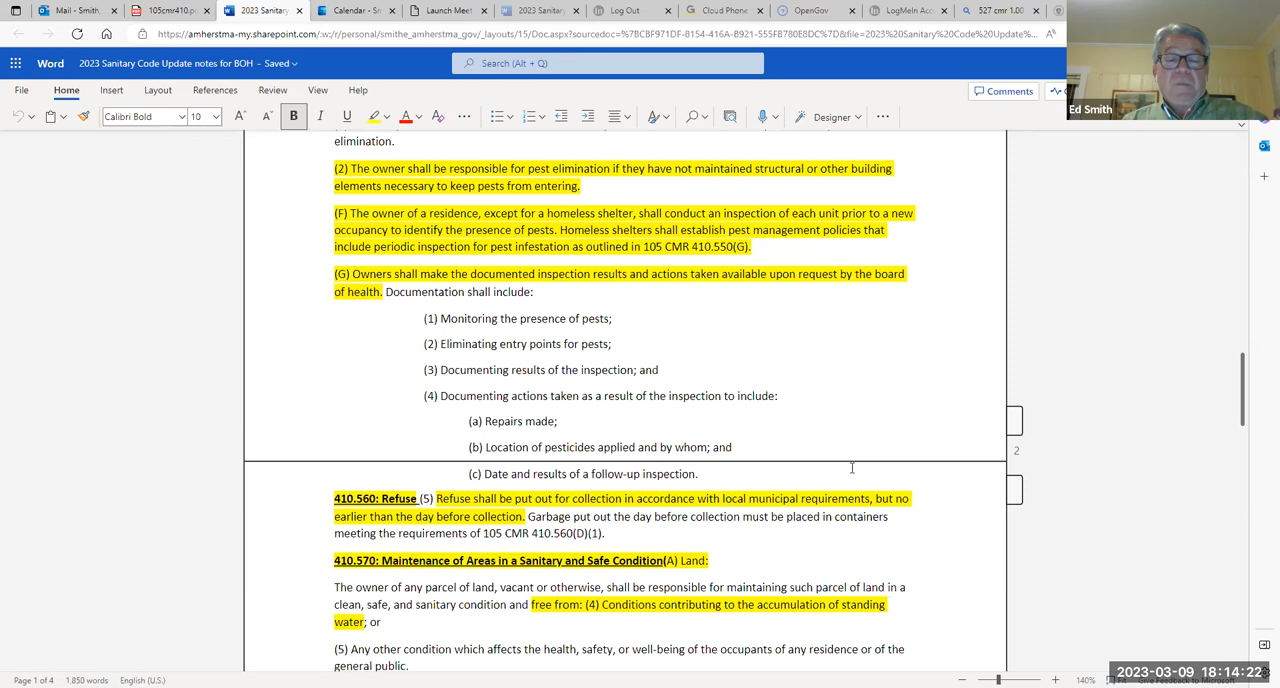 Mail - Smith
105cmr410.p
2023 Sanitary
Calendar - Sm
Launch Meet
2023 Sanitary
Log Out
Cloud Phone
OpenGov
LogMeIn Acc
527 cmr 1.00
https://amherstma-my.sharepoint.com/:w:/r/personal/smithe_amherstma_gov/_layouts/15/Doc.aspx?sourcedoc=%7BCBF971DF-8154-416A-B921-555FB780E8DC%7D&file=2023%20Sanitary%20Code%20Update%...
Word 2023 Sanitary Code Update notes for BOH - Saved
Search (Alt + Q)
Ed Smith
File Home Insert Layout References Review View Help
Comments
Calibri Bold 10 B I U A A Designer
elimination.
(2) The owner shall be responsible for pest elimination if they have not maintained structural or other building
elements necessary to keep pests from entering.
(F) The owner of a residence, except for a homeless shelter, shall conduct an inspection of each unit prior to a new
occupancy to identify the presence of pests. Homeless shelters shall establish pest management policies that
include periodic inspection for pest infestation as outlined in 105 CMR 410.550(G).
(G) Owners shall make the documented inspection results and actions taken available upon request by the board
of health. Documentation shall include:
(1) Monitoring the presence of pests;
(2) Eliminating entry points for pests;
(3) Documenting results of the inspection; and
(4) Documenting actions taken as a result of the inspection to include:
(a) Repairs made;
(b) Location of pesticides applied and by whom; and
2
(c) Date and results of a follow-up inspection.
410.560: Refuse (5) Refuse shall be put out for collection in accordance with local municipal requirements, but no
earlier than the day before collection. Garbage put out the day before collection must be placed in containers
meeting the requirements of 105 CMR 410.560(D)(1).
410.570: Maintenance of Areas in a Sanitary and Safe Condition(A) Land:
The owner of any parcel of land, vacant or otherwise, shall be responsible for maintaining such parcel of land in a
clean, safe, and sanitary condition and free from: (4) Conditions contributing to the accumulation of standing
water; or
(5) Any other condition which affects the health, safety, or well-being of the occupants of any residence or of the
general public.
Page 1 of 4 1,850 words English (U.S.)
140%
2023-03-09 18:14:22